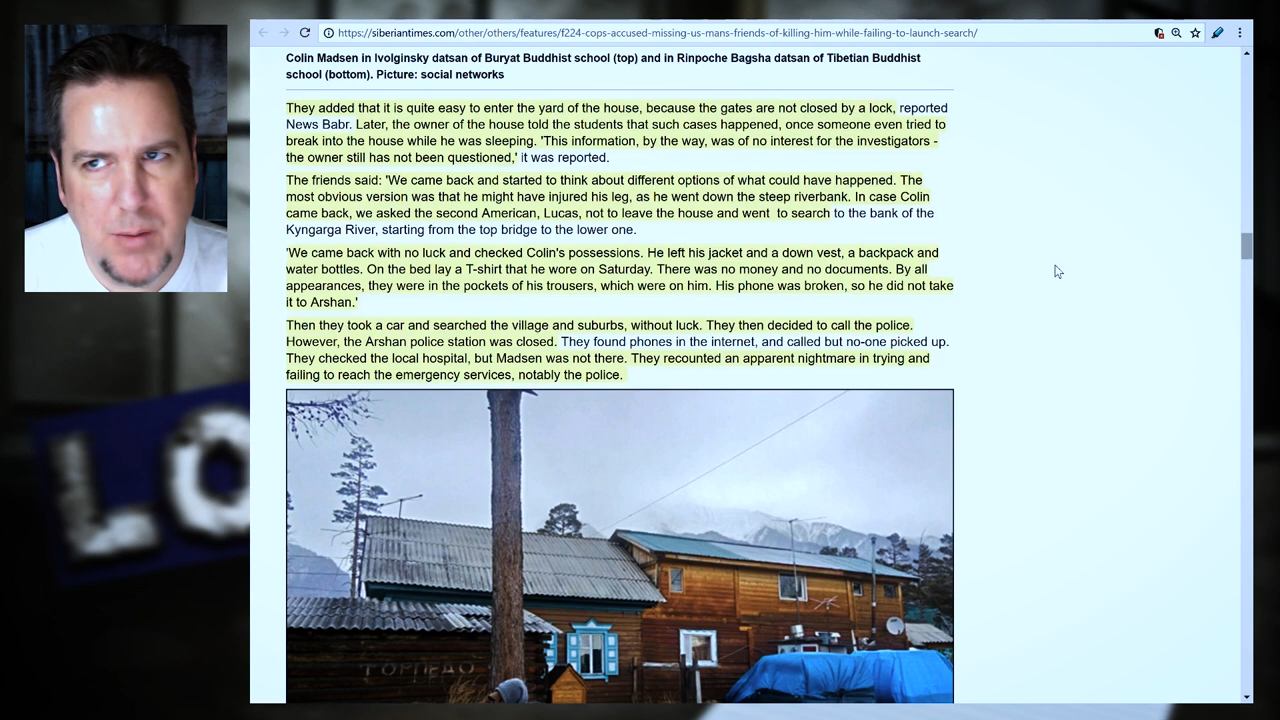 https://siberiantimes.com/other/others/features/f224-cops-accused-missing-us-mans-friends-of-killing-him-while-failing-to-launch-search/
Colin Madsen in Ivolginsky datsan of Buryat Buddhist school (top) and in Rinpoche Bagsha datsan of Tibetian Buddhist
school (bottom). Picture: social networks
They added that it is quite easy to enter the yard of the house, because the gates are not closed by a lock, reported
News Babr. Later, the owner of the house told the students that such cases happened, once someone even tried to
break into the house while he was sleeping. 'This information, by the way, was of no interest for the investigators -
the owner still has not been questioned,' it was reported.
The friends said: 'We came back and started to think about different options of what could have happened. The
most obvious version was that he might have injured his leg, as he went down the steep riverbank. In case Colin
came back, we asked the second American, Lucas, not to leave the house and went  to search to the bank of the
Kyngarga River, starting from the top bridge to the lower one.
'We came back with no luck and checked Colin's possessions. He left his jacket and a down vest, a backpack and
water bottles. On the bed lay a T-shirt that he wore on Saturday. There was no money and no documents. By all
appearances, they were in the pockets of his trousers, which were on him. His phone was broken, so he did not take
it to Arshan.'
Then they took a car and searched the village and suburbs, without luck. They then decided to call the police.
However, the Arshan police station was closed. They found phones in the internet, and called but no-one picked up.
They checked the local hospital, but Madsen was not there. They recounted an apparent nightmare in trying and
failing to reach the emergency services, notably the police.
LO
ТОРПЕДО